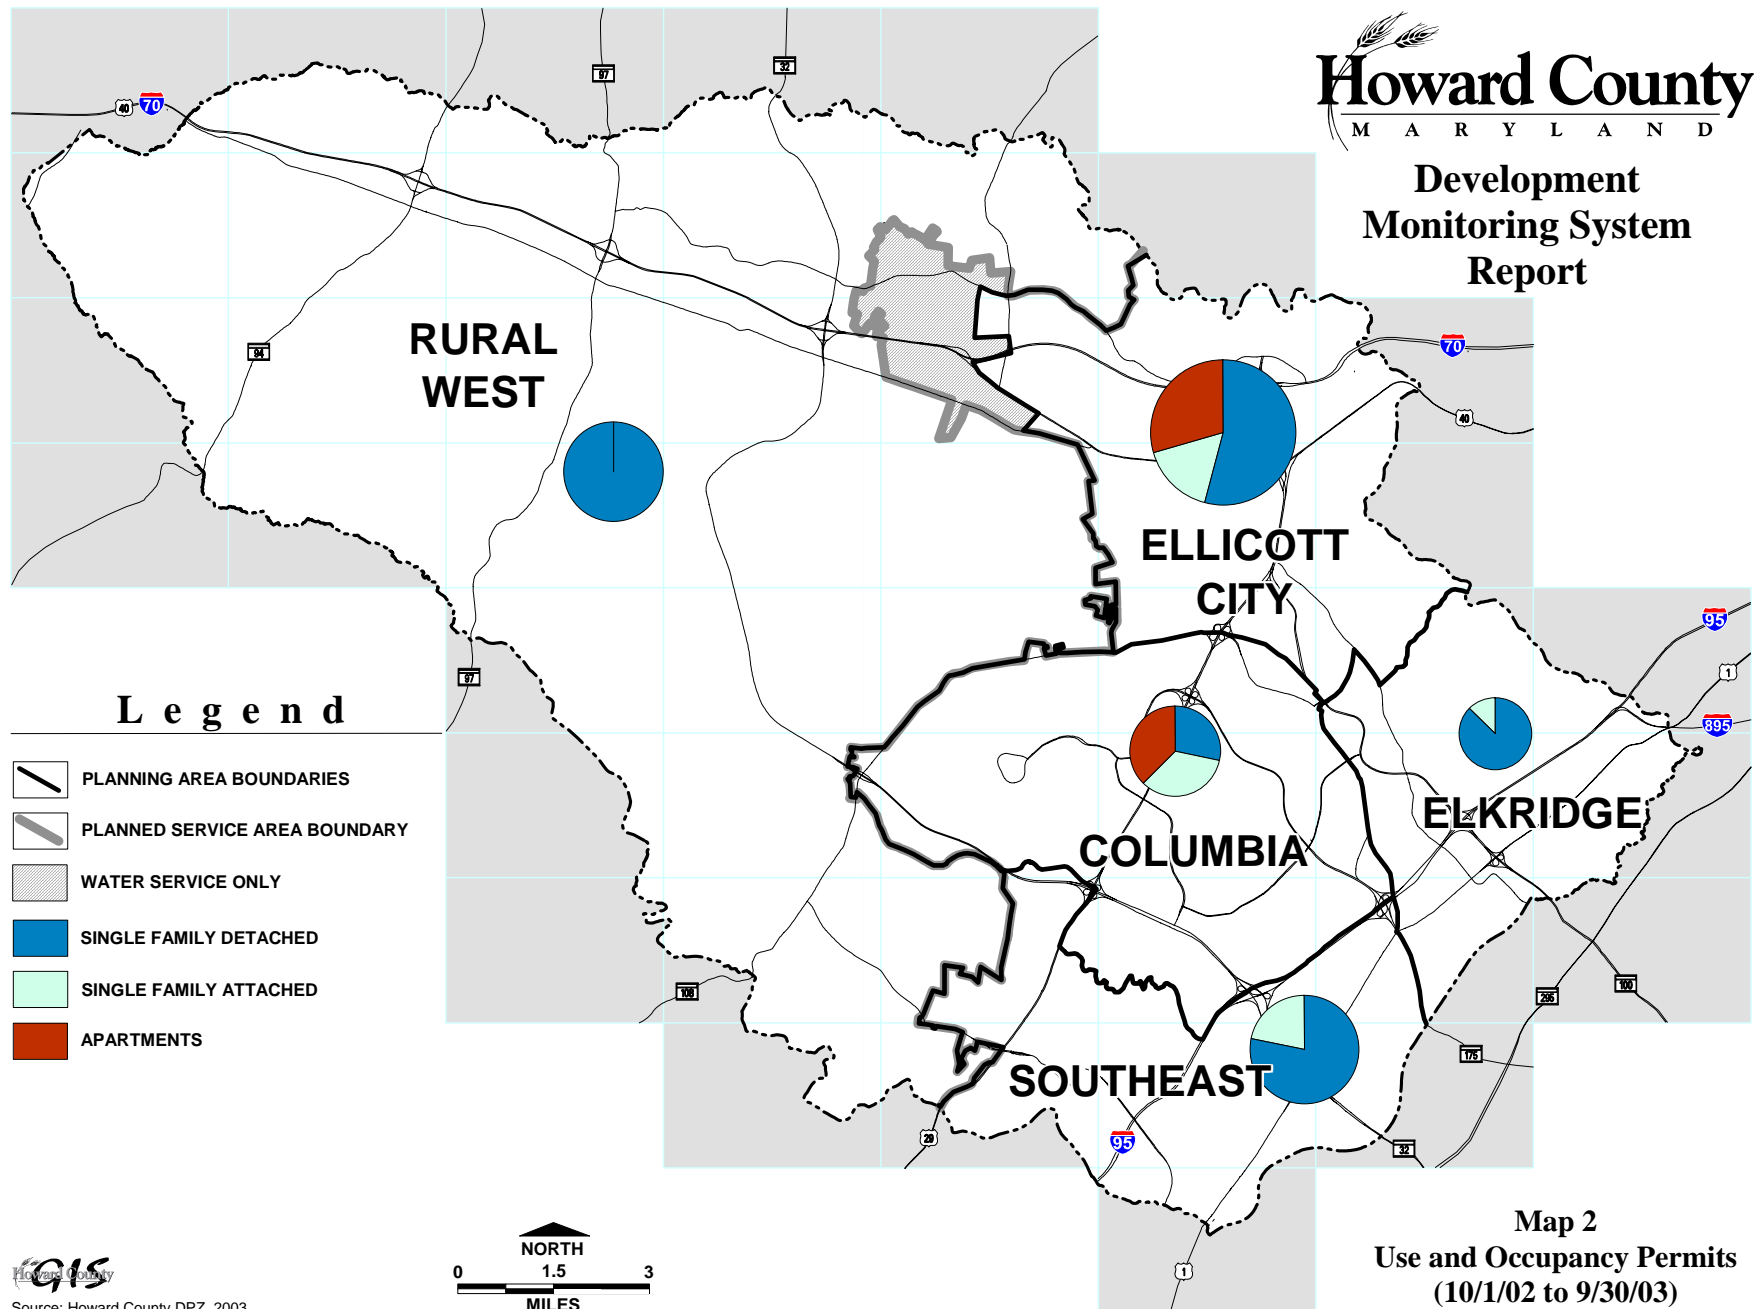 Howard County
M A R Y L A N D
Development
Monitoring System
Report
40
70
97
32
94
RURAL
WEST
70
40
ELLICOTT
CITY
95
1
895
97
ELKRIDGE
COLUMBIA
108
295
100
175
SOUTHEAST
29
95
32
1
Legend
PLANNING AREA BOUNDARIES
PLANNED SERVICE AREA BOUNDARY
WATER SERVICE ONLY
SINGLE FAMILY DETACHED
SINGLE FAMILY ATTACHED
APARTMENTS
GIS
Howard County
Source: Howard County DPZ, 2003
NORTH
0 1.5 3
MILES
Map 2
Use and Occupancy Permits
(10/1/02 to 9/30/03)